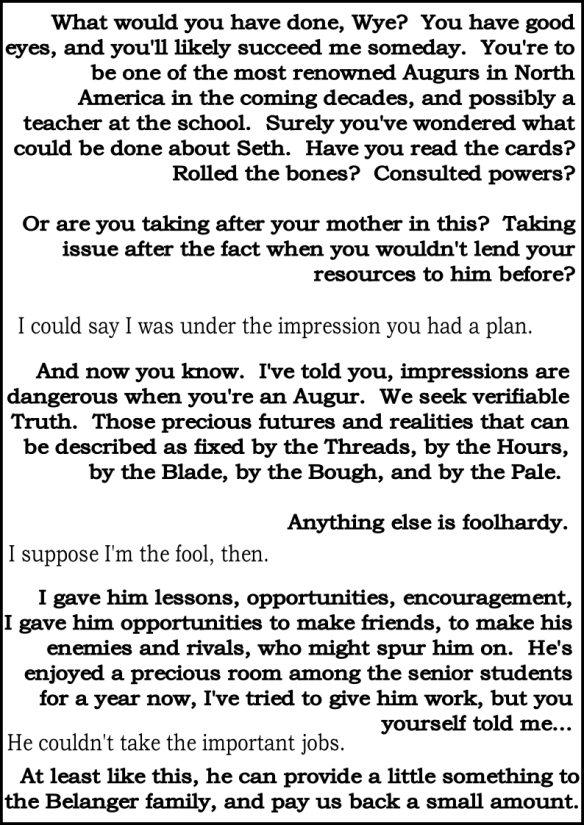 What would you have done, Wye?  You have good
eyes, and you'll likely succeed me someday.  You're to
be one of the most renowned Augurs in North
America in the coming decades, and possibly a
teacher at the school.  Surely you've wondered what
could be done about Seth.  Have you read the cards?
Rolled the bones?  Consulted powers?
Or are you taking after your mother in this?  Taking
issue after the fact when you wouldn't lend your
resources to him before?
I could say I was under the impression you had a plan.
And now you know.  I've told you, impressions are
dangerous when you're an Augur.  We seek verifiable
Truth.  Those precious futures and realities that can
be described as fixed by the Threads, by the Hours,
by the Blade, by the Bough, and by the Pale.
Anything else is foolhardy.
I suppose I'm the fool, then.
I gave him lessons, opportunities, encouragement,
I gave him opportunities to make friends, to make his
enemies and rivals, who might spur him on.  He's
enjoyed a precious room among the senior students
for a year now, I've tried to give him work, but you
yourself told me...
He couldn't take the important jobs.
At least like this, he can provide a little something to
the Belanger family, and pay us back a small amount.